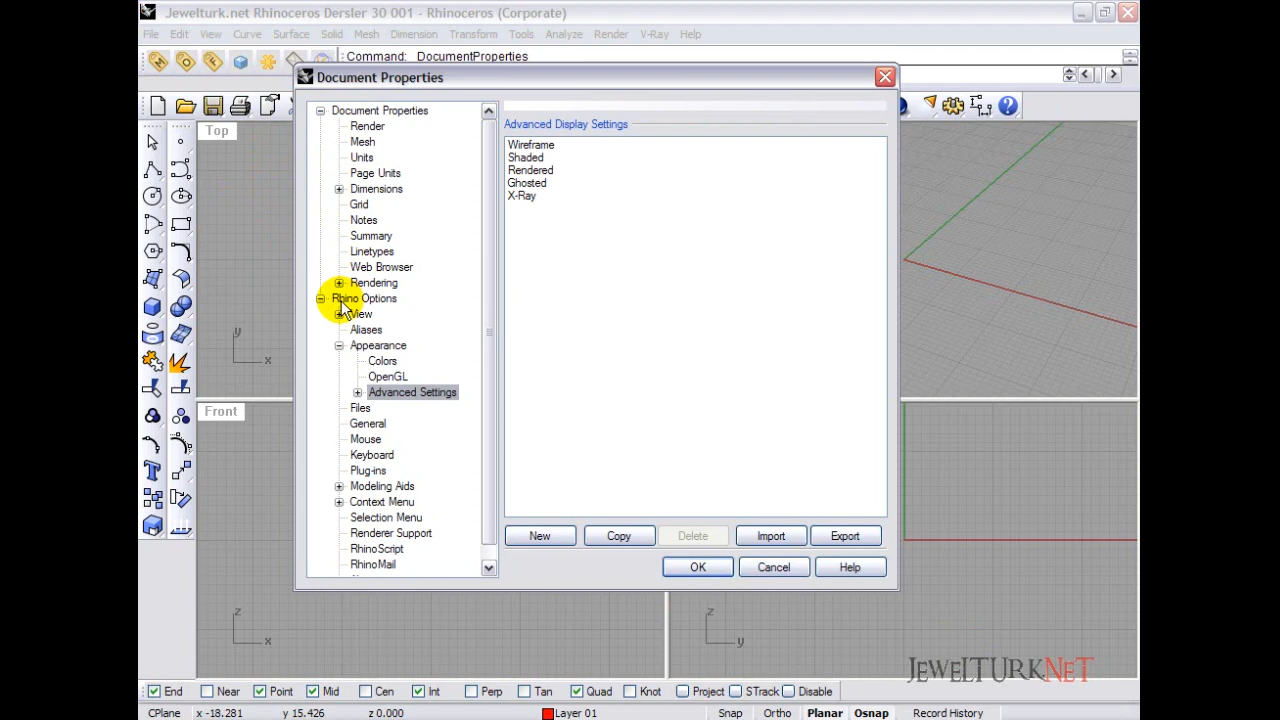 Jewelturk.net Rhinoceros Dersler 30 001 - Rhinoceros (Corporate)
File Edit View Curve Surface Solid Mesh Dimension Transform Tools Analyze Render V-Ray Help
Command: DocumentProperties
Document Properties
Document Properties
Render
Mesh
Units
Page Units
Dimensions
Grid
Notes
Summary
Linetypes
Web Browser
Rendering
Rhino Options
View
Aliases
Appearance
Colors
OpenGL
Advanced Settings
Files
General
Mouse
Keyboard
Plug-ins
Modeling Aids
Context Menu
Selection Menu
Renderer Support
RhinoScript
RhinoMail
Advanced Display Settings
Wireframe
Shaded
Rendered
Ghosted
X-Ray
New Copy Delete Import Export
OK Cancel Help
Top
y
x
Front
z
x
z
y
JEWELTURKNET
End Near Point Mid Cen Int Perp Tan Quad Knot Project STrack Disable
CPlane x -18.281 y 15.426 z 0.000 Layer 01 Snap Ortho Planar Osnap Record History